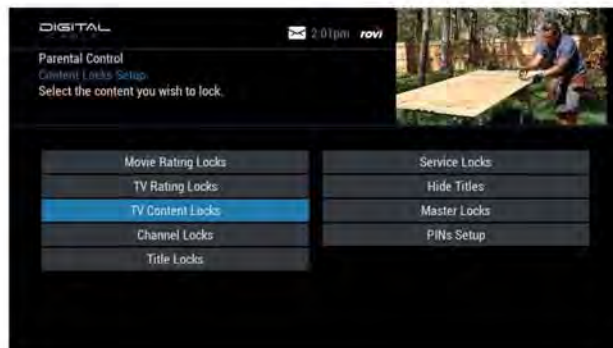 DIGITAL
2:01pm rovi
Parental Control
Content Locks Setup
Select the content you wish to lock.
Movie Rating Locks
TV Rating Locks
TV Content Locks
Channel Locks
Title Locks
Service Locks
Hide Titles
Master Locks
PINs Setup